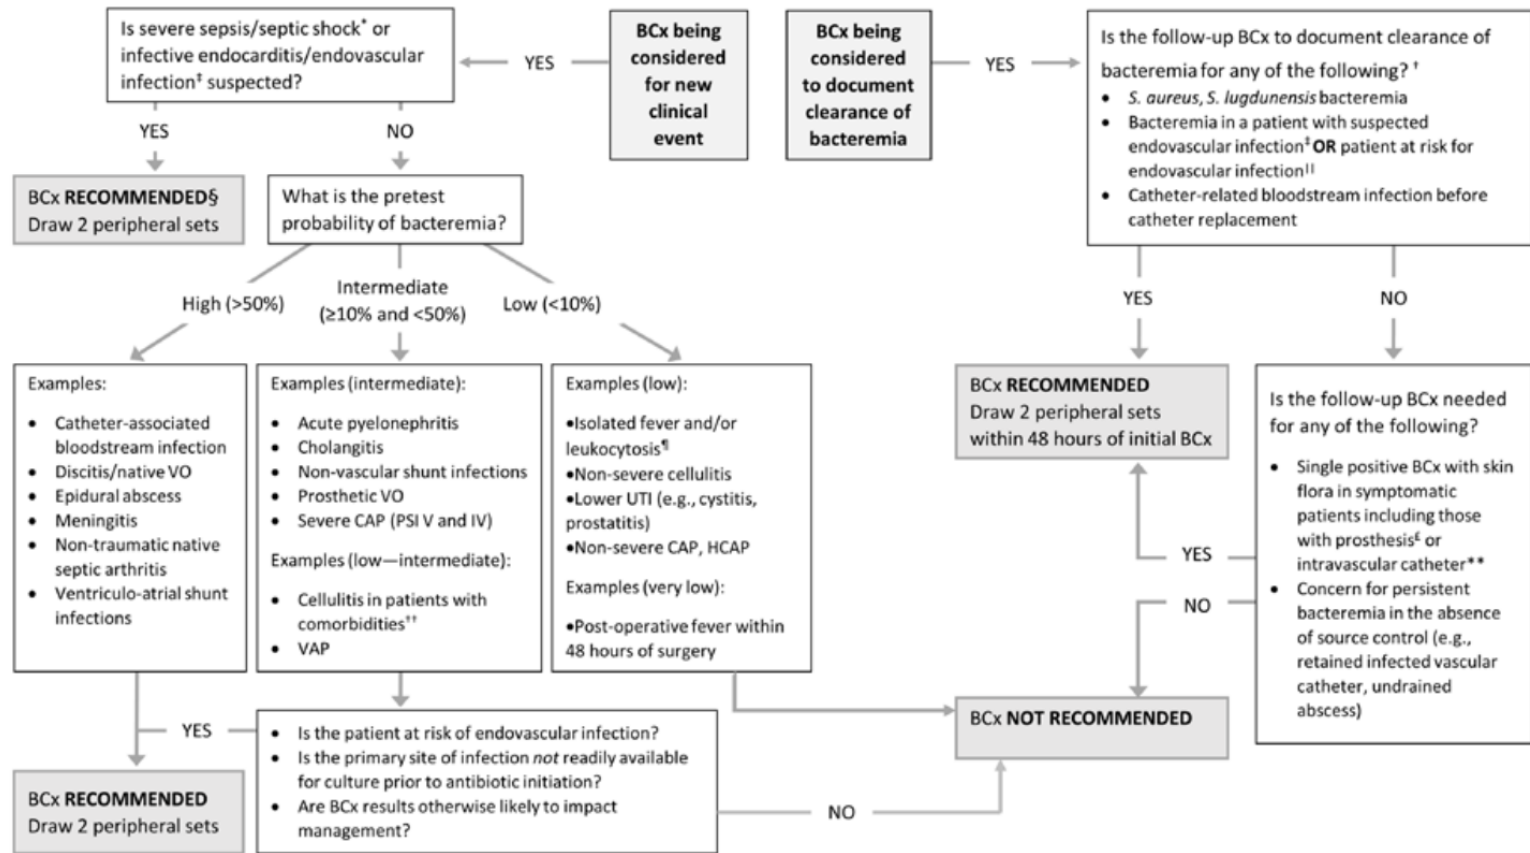 Is severe sepsis/septic shock* or
infective endocarditis/endovascular
infection‡ suspected?
YES
BCx being
considered
for new
clinical
event
BCx being
considered
to document
clearance of
bacteremia
YES
Is the follow-up BCx to document clearance of
bacteremia for any of the following? †
• S. aureus, S. lugdunensis bacteremia
• Bacteremia in a patient with suspected
endovascular infection‡ OR patient at risk for
endovascular infection||
• Catheter-related bloodstream infection before
catheter replacement
YES
NO
BCx RECOMMENDED§
Draw 2 peripheral sets
What is the pretest
probability of bacteremia?
High (>50%)
Intermediate
(≥10% and <50%)
Low (<10%)
YES
NO
Examples:
• Catheter-associated
bloodstream infection
• Discitis/native VO
• Epidural abscess
• Meningitis
• Non-traumatic native
septic arthritis
• Ventriculo-atrial shunt
infections
Examples (intermediate):
• Acute pyelonephritis
• Cholangitis
• Non-vascular shunt infections
• Prosthetic VO
• Severe CAP (PSI V and IV)
Examples (low—intermediate):
• Cellulitis in patients with
comorbidities††
• VAP
Examples (low):
•Isolated fever and/or
leukocytosis¶
•Non-severe cellulitis
•Lower UTI (e.g., cystitis,
prostatitis)
•Non-severe CAP, HCAP
Examples (very low):
•Post-operative fever within
48 hours of surgery
BCx RECOMMENDED
Draw 2 peripheral sets
within 48 hours of initial BCx
Is the follow-up BCx needed
for any of the following?
• Single positive BCx with skin
flora in symptomatic
patients including those
with prosthesis£ or
intravascular catheter**
• Concern for persistent
bacteremia in the absence
of source control (e.g.,
retained infected vascular
catheter, undrained
abscess)
YES
NO
BCx NOT RECOMMENDED
YES
• Is the patient at risk of endovascular infection?
• Is the primary site of infection not readily available
for culture prior to antibiotic initiation?
• Are BCx results otherwise likely to impact
management?
NO
BCx RECOMMENDED
Draw 2 peripheral sets